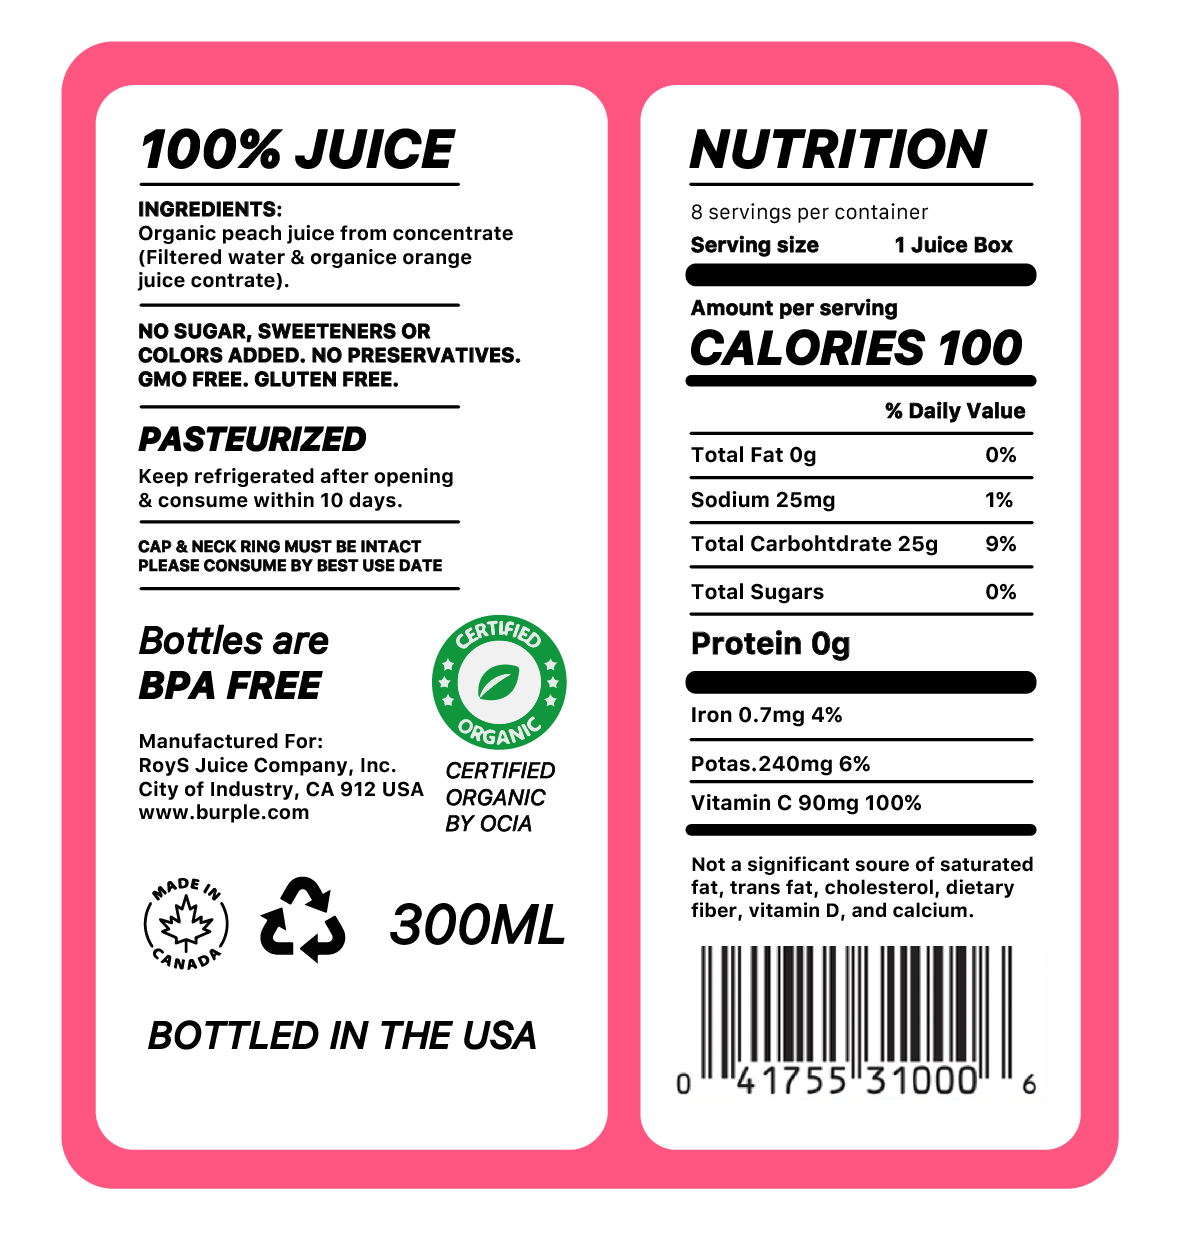 100% JUICE
INGREDIENTS:
Organic peach juice from concentrate
(Filtered water & organice orange
juice contrate).
NO SUGAR, SWEETENERS OR
COLORS ADDED. NO PRESERVATIVES.
GMO FREE. GLUTEN FREE.
PASTEURIZED
Keep refrigerated after opening
& consume within 10 days.
CAP & NECK RING MUST BE INTACT
PLEASE CONSUME BY BEST USE DATE
Bottles are
BPA FREE
Manufactured For:
RoyS Juice Company, Inc.
City of Industry, CA 912 USA
www.burple.com
CERTIFIED
ORGANIC
CERTIFIED
ORGANIC
BY OCIA
MADE IN
CANADA
300ML
BOTTLED IN THE USA
NUTRITION
8 servings per container
Serving size 1 Juice Box
Amount per serving
CALORIES 100
% Daily Value
Total Fat 0g 0%
Sodium 25mg 1%
Total Carbohtdrate 25g 9%
Total Sugars 0%
Protein 0g
Iron 0.7mg 4%
Potas.240mg 6%
Vitamin C 90mg 100%
Not a significant soure of saturated
fat, trans fat, cholesterol, dietary
fiber, vitamin D, and calcium.
0 41755 31000 6